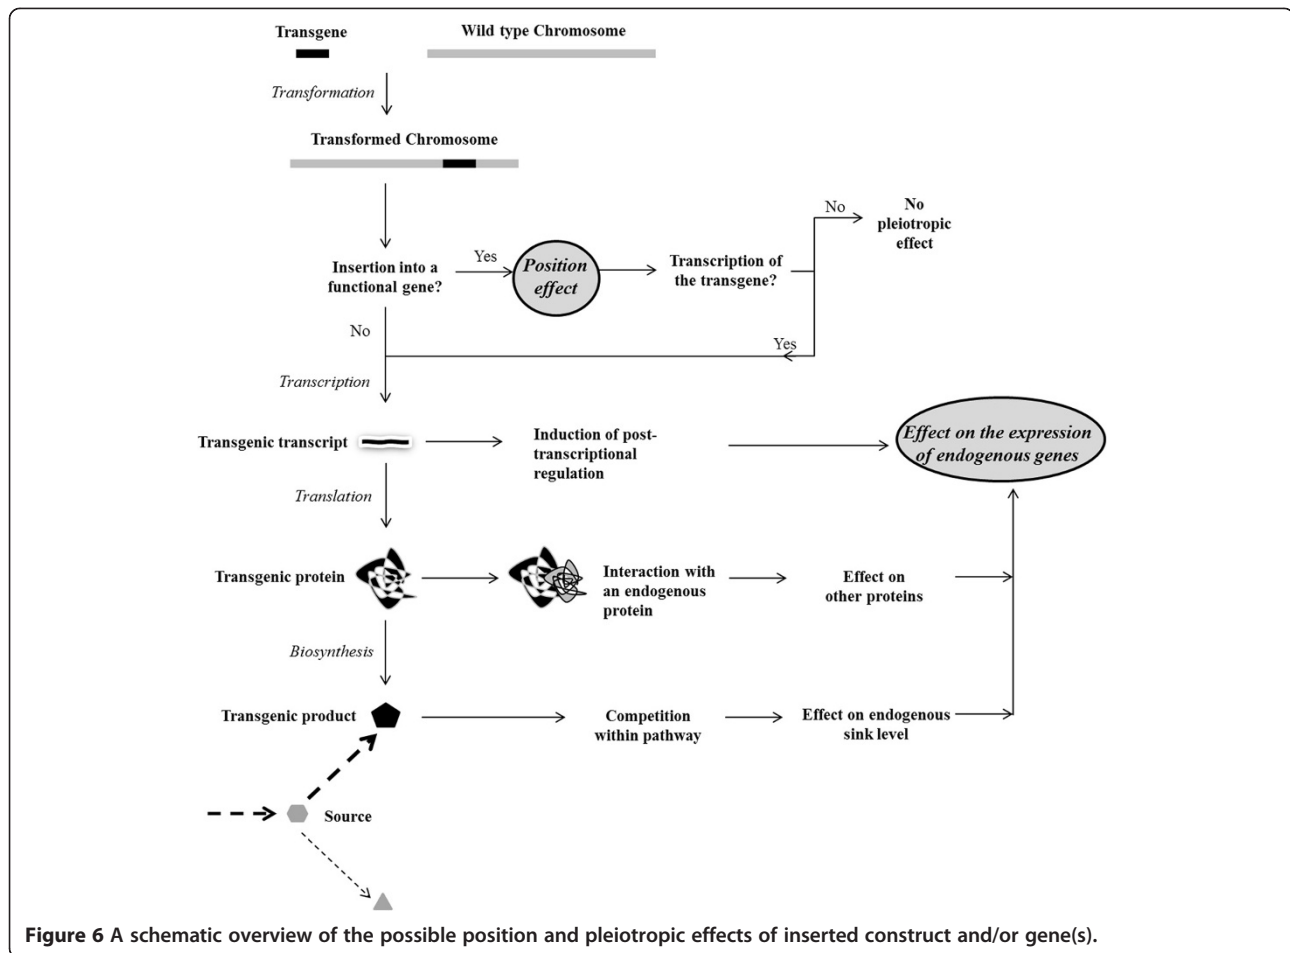 Transgene
Wild type Chromosome
Transformation
Transformed Chromosome
No
No
pleiotropic
effect
Yes
Insertion into a
functional gene?
Position
effect
Transcription of
the transgene?
No
Yes
Transcription
Transgenic transcript
Induction of post-
transcriptional
regulation
Effect on the expression
of endogenous genes
Translation
Transgenic protein
Interaction with
an endogenous
protein
Effect on
other proteins
Biosynthesis
Transgenic product
Competition
within pathway
Effect on endogenous
sink level
Source
Figure 6 A schematic overview of the possible position and pleiotropic effects of inserted construct and/or gene(s).